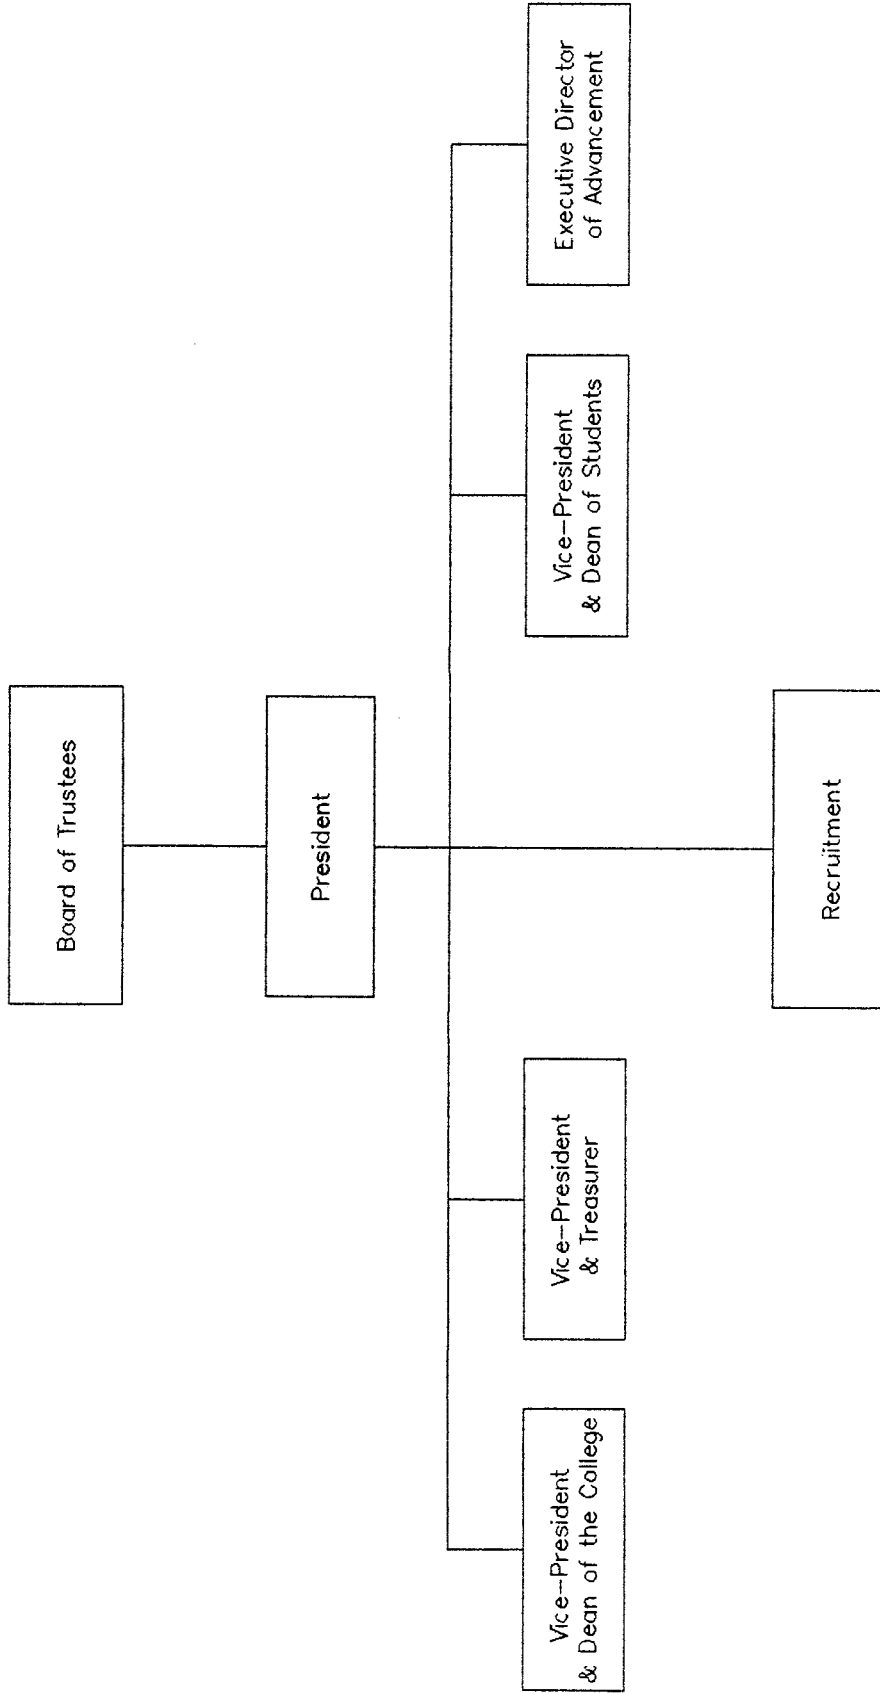 Board of Trustees
President
Vice-President
& Dean of the College
Vice-President
& Treasurer
Vice-President
& Dean of Students
Executive Director
of Advancement
Recruitment